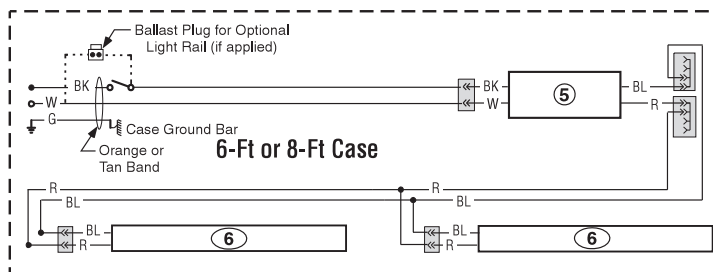 Ballast Plug for Optional
Light Rail (if applied)
BK
BK
BL
5
W
W
R
G
Case Ground Bar
Orange or
Tan Band
6-Ft or 8-Ft Case
R
R
BL
BL
BL
BL
6
6
R
R